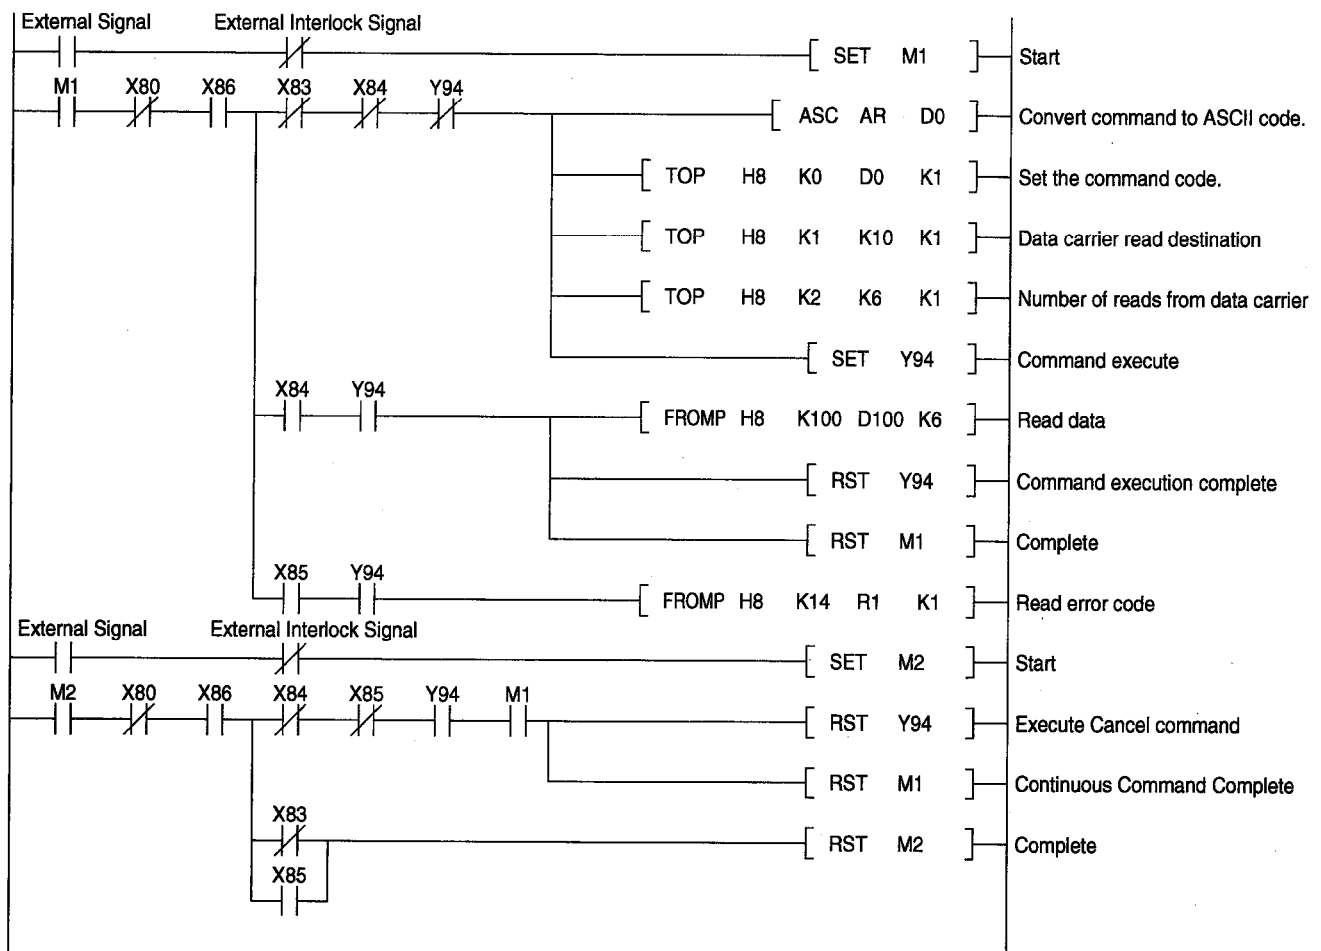 External Signal External Interlock Signal
SET M1 Start
M1 X80 X86 X83 X84 Y94
ASC AR D0 Convert command to ASCII code.
TOP H8 K0 D0 K1 Set the command code.
TOP H8 K1 K10 K1 Data carrier read destination
TOP H8 K2 K6 K1 Number of reads from data carrier
SET Y94 Command execute
X84 Y94
FROMP H8 K100 D100 K6 Read data
RST Y94 Command execution complete
RST M1 Complete
X85 Y94
FROMP H8 K14 R1 K1 Read error code
External Signal External Interlock Signal
SET M2 Start
M2 X80 X86 X84 X85 Y94 M1
RST Y94 Execute Cancel command
RST M1 Continuous Command Complete
X83
RST M2 Complete
X85